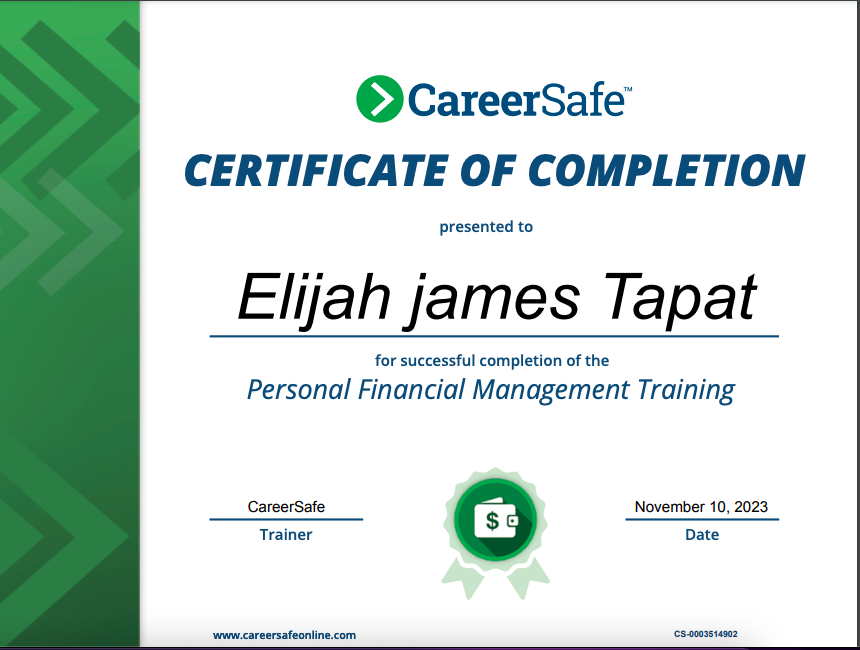 CareerSafe™
CERTIFICATE OF COMPLETION
presented to
Elijah james Tapat
for successful completion of the
Personal Financial Management Training
CareerSafe
Trainer
$
November 10, 2023
Date
www.careersafeonline.com
CS-0003514902